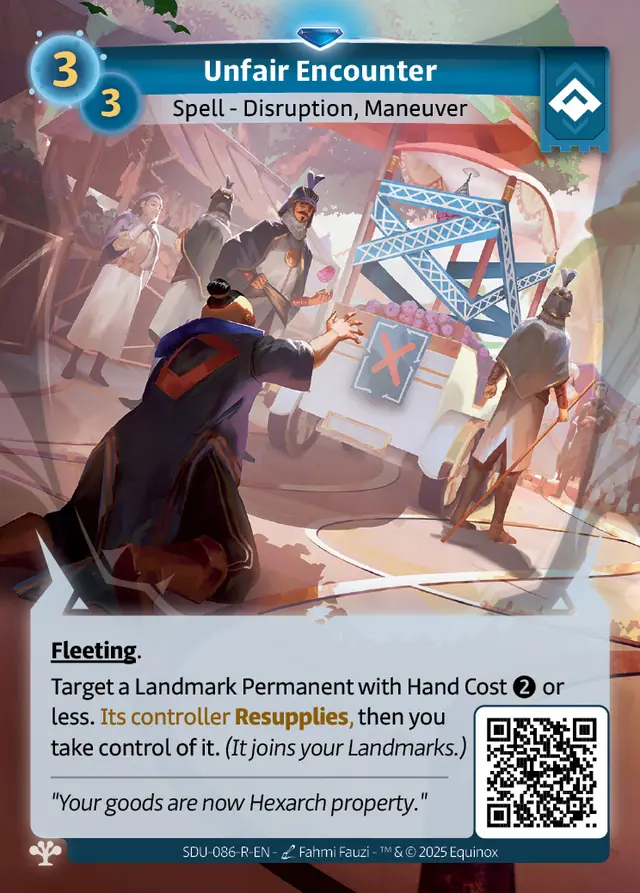 3
Unfair Encounter
3
Spell - Disruption, Maneuver
Fleeting.
Target a Landmark Permanent with Hand Cost 2 or
less. Its controller Resupplies, then you
take control of it. (It joins your Landmarks.)
"Your goods are now Hexarch property."
SDU-086-R-EN - Fahmi Fauzi - ™ & © 2025 Equinox